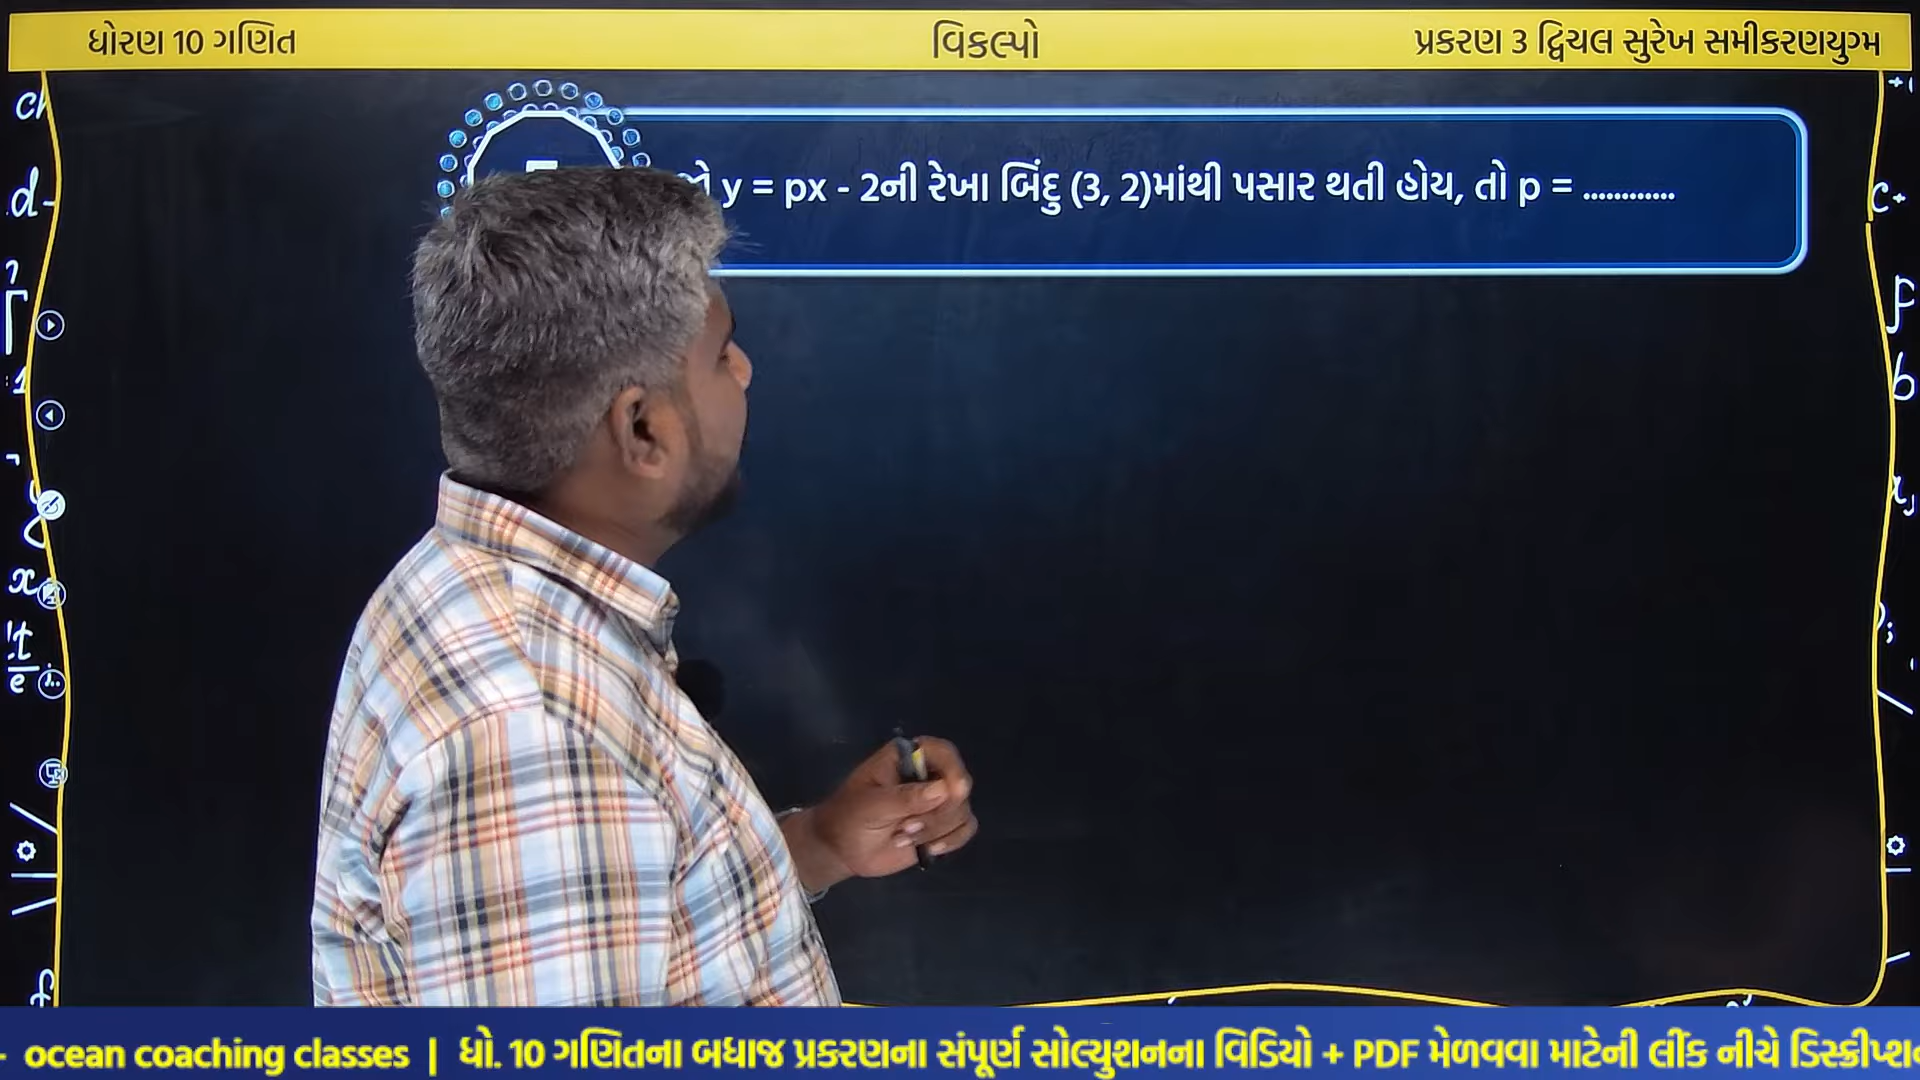 ધોરણ 10 ગણિત
વિકલ્પો
પ્રકરણ 3 દ્વિચલ સુરેખ સમીકરણયુગ્મ
y = px - 2ની રેખા બિંદુ (3, 2)માંથી પસાર થતી હોય, તો p = ............
- ocean coaching classes | ધો. 10 ગણિતના બધાજ પ્રકરણના સંપૂર્ણ સોલ્યુશનના વિડિયો + PDF મેળવવા માટેની લીંક નીચે